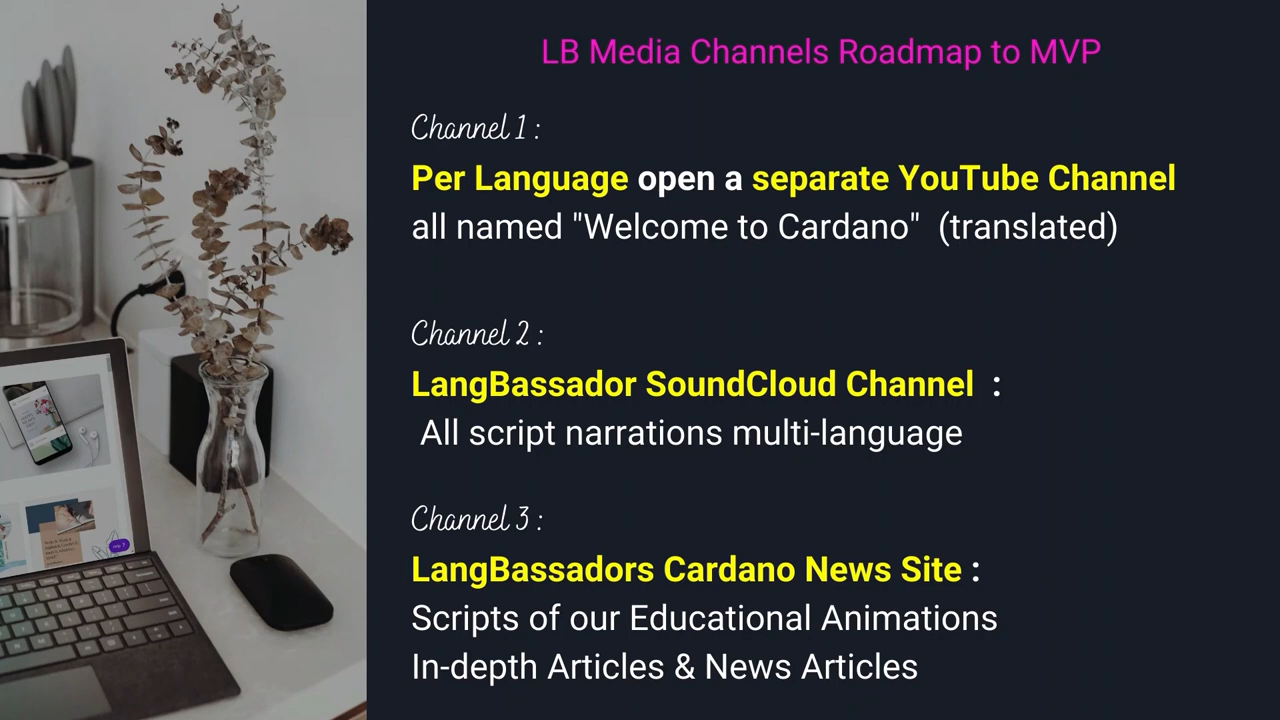 LB Media Channels Roadmap to MVP
Channel 1 :
Per Language open a separate YouTube Channel
all named "Welcome to Cardano" (translated)
Channel 2 :
LangBassador SoundCloud Channel :
All script narrations multi-language
Channel 3 :
LangBassadors Cardano News Site :
Scripts of our Educational Animations
In-depth Articles & News Articles